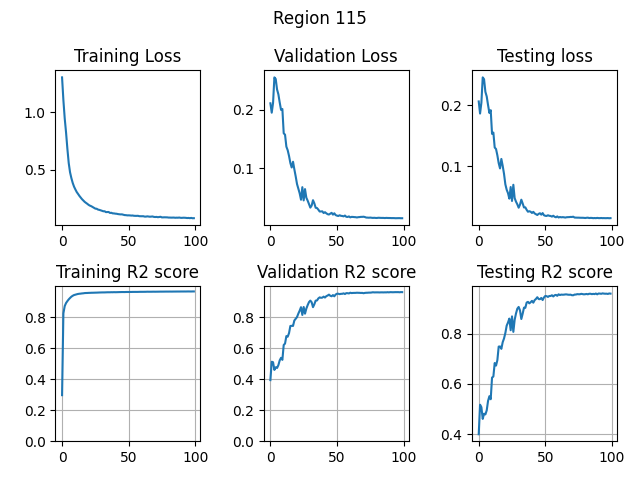 Region 115
Training Loss
Validation Loss
Testing loss
1.0
0.5
0 50 100
0.2
0.1
0 50 100
0.2
0.1
0 50 100
Training R2 score
Validation R2 score
Testing R2 score
0.8
0.6
0.4
0.2
0.0
0 50 100
0.8
0.6
0.4
0.2
0.0
0 50 100
0.8
0.6
0.4
0 50 100